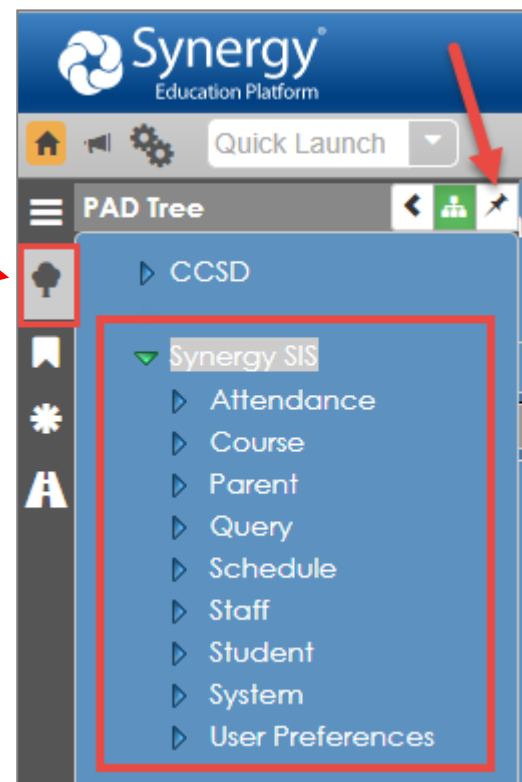 Synergy
Education Platform
Quick Launch
PAD Tree
CCSD
Synergy SIS
Attendance
Course
Parent
Query
Schedule
Staff
Student
System
User Preferences